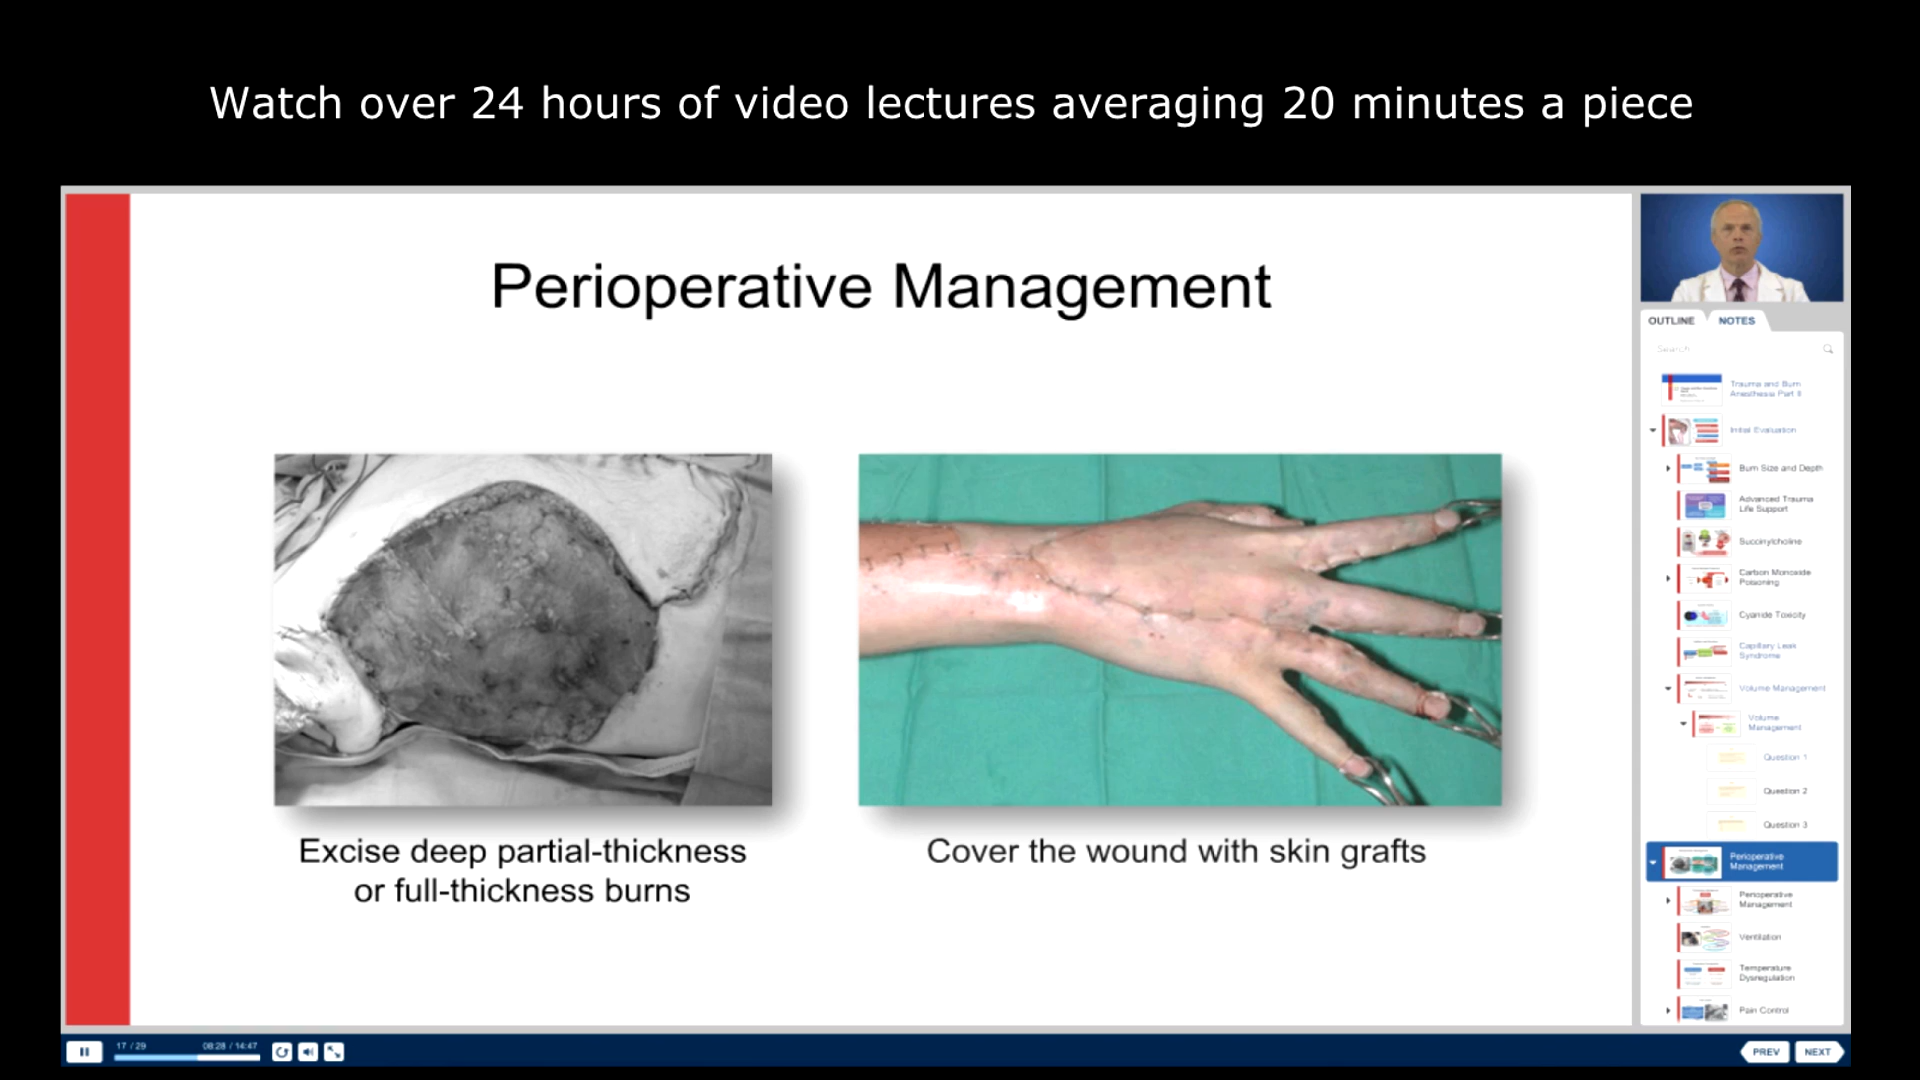 Watch over 24 hours of video lectures averaging 20 minutes a piece
Perioperative Management
Excise deep partial-thickness
or full-thickness burns
Cover the wound with skin grafts
OUTLINE
NOTES
Search
Trauma and Burn
Anesthesia Part II
Initial Evaluation
Burn Size and Depth
Advanced Trauma
Life Support
Succinylcholine
Carbon Monoxide
Poisoning
Cyanide Toxicity
Capillary Leak
Syndrome
Volume Management
Volume
Management
Question 1
Question 2
Question 3
Perioperative
Management
Perioperative
Management
Ventilation
Temperature
Dysregulation
Pain Control
17 / 29
08:28 / 14:47
PREV
NEXT